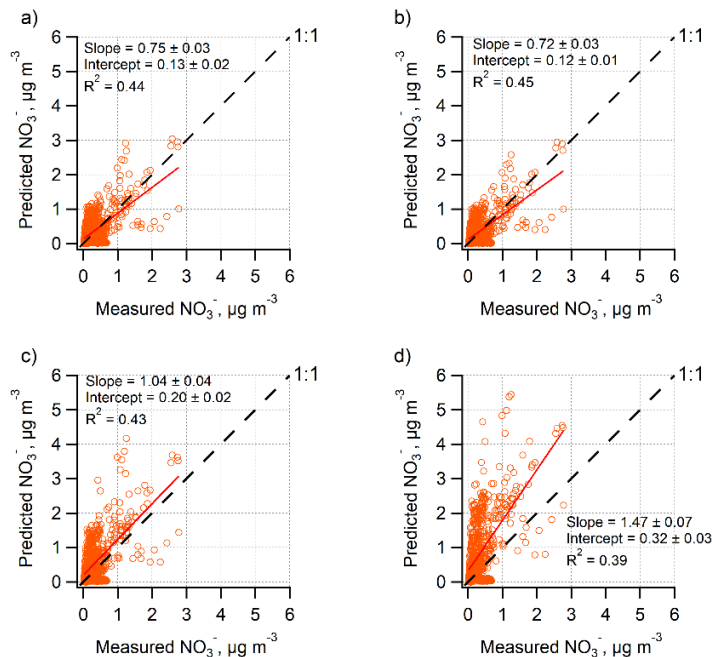 a)
Slope = 0.75 ± 0.03
Intercept = 0.13 ± 0.02
R² = 0.44
1:1
6
5
4
3
2
1
0
Predicted NO₃⁻, µg m⁻³
0 1 2 3 4 5 6
Measured NO₃⁻, µg m⁻³
b)
Slope = 0.72 ± 0.03
Intercept = 0.12 ± 0.01
R² = 0.45
1:1
6
5
4
3
2
1
0
Predicted NO₃⁻, µg m⁻³
0 1 2 3 4 5 6
Measured NO₃⁻, µg m⁻³
c)
Slope = 1.04 ± 0.04
Intercept = 0.20 ± 0.02
R² = 0.43
1:1
6
5
4
3
2
1
0
Predicted NO₃⁻, µg m⁻³
0 1 2 3 4 5 6
Measured NO₃⁻, µg m⁻³
d)
1:1
6
5
4
3
2
1
0
Predicted NO₃⁻, µg m⁻³
Slope = 1.47 ± 0.07
Intercept = 0.32 ± 0.03
R² = 0.39
0 1 2 3 4 5 6
Measured NO₃⁻, µg m⁻³